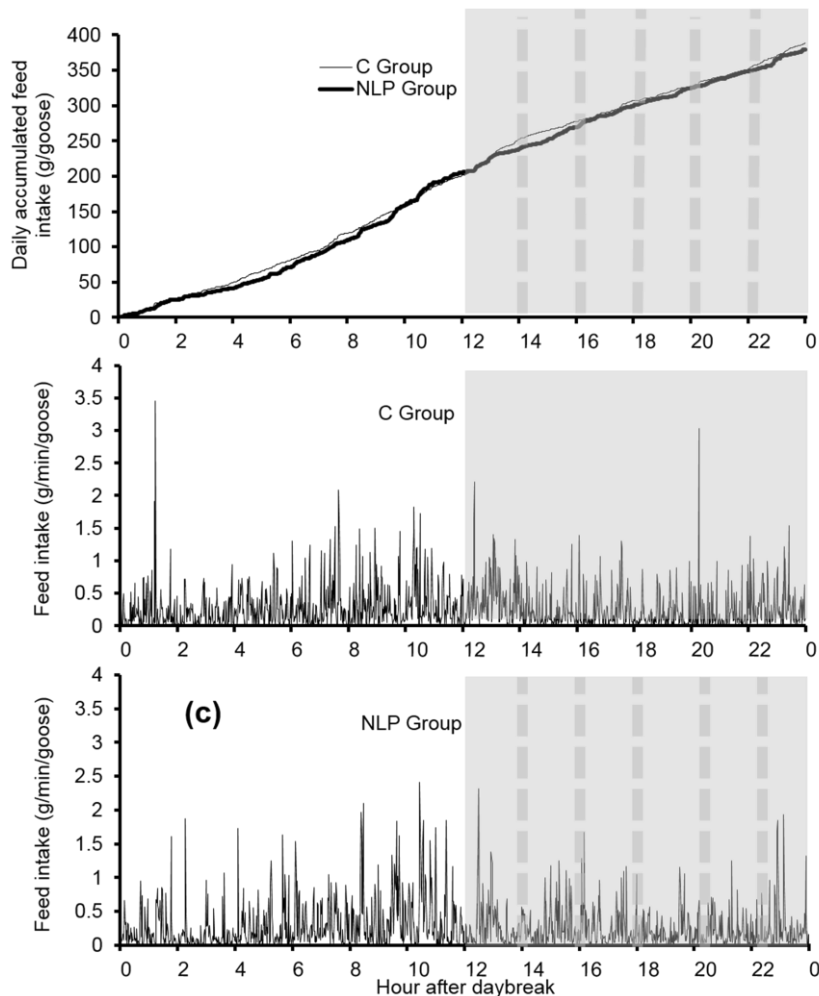 400
350
300
250
200
150
100
50
0
Daily accumulated feed
intake (g/goose)
C Group
NLP Group
0 2 4 6 8 10 12 14 16 18 20 22 0
4
3.5
3
2.5
2
1.5
1
0.5
0
Feed intake (g/min/goose)
C Group
0 2 4 6 8 10 12 14 16 18 20 22 0
4
3.5
3
2.5
2
1.5
1
0.5
0
Feed intake (g/min/goose)
(c)
NLP Group
0 2 4 6 8 10 12 14 16 18 20 22 0
Hour after daybreak